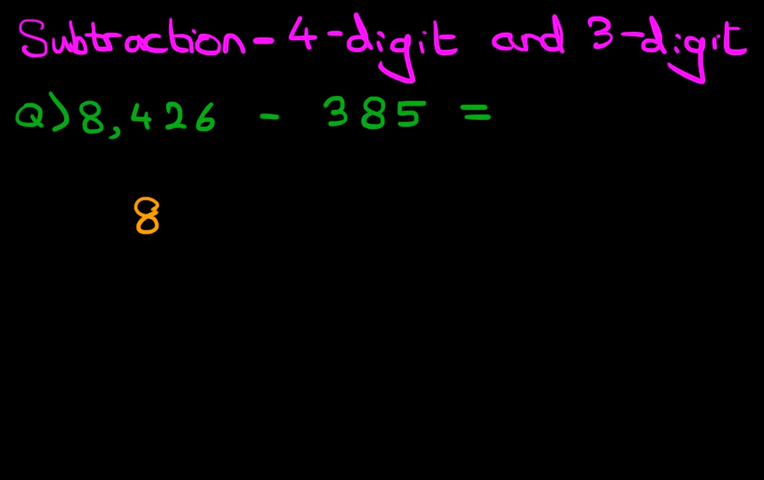 Subtraction - 4-digit and 3-digit
Q) 8,426 - 385 =
8